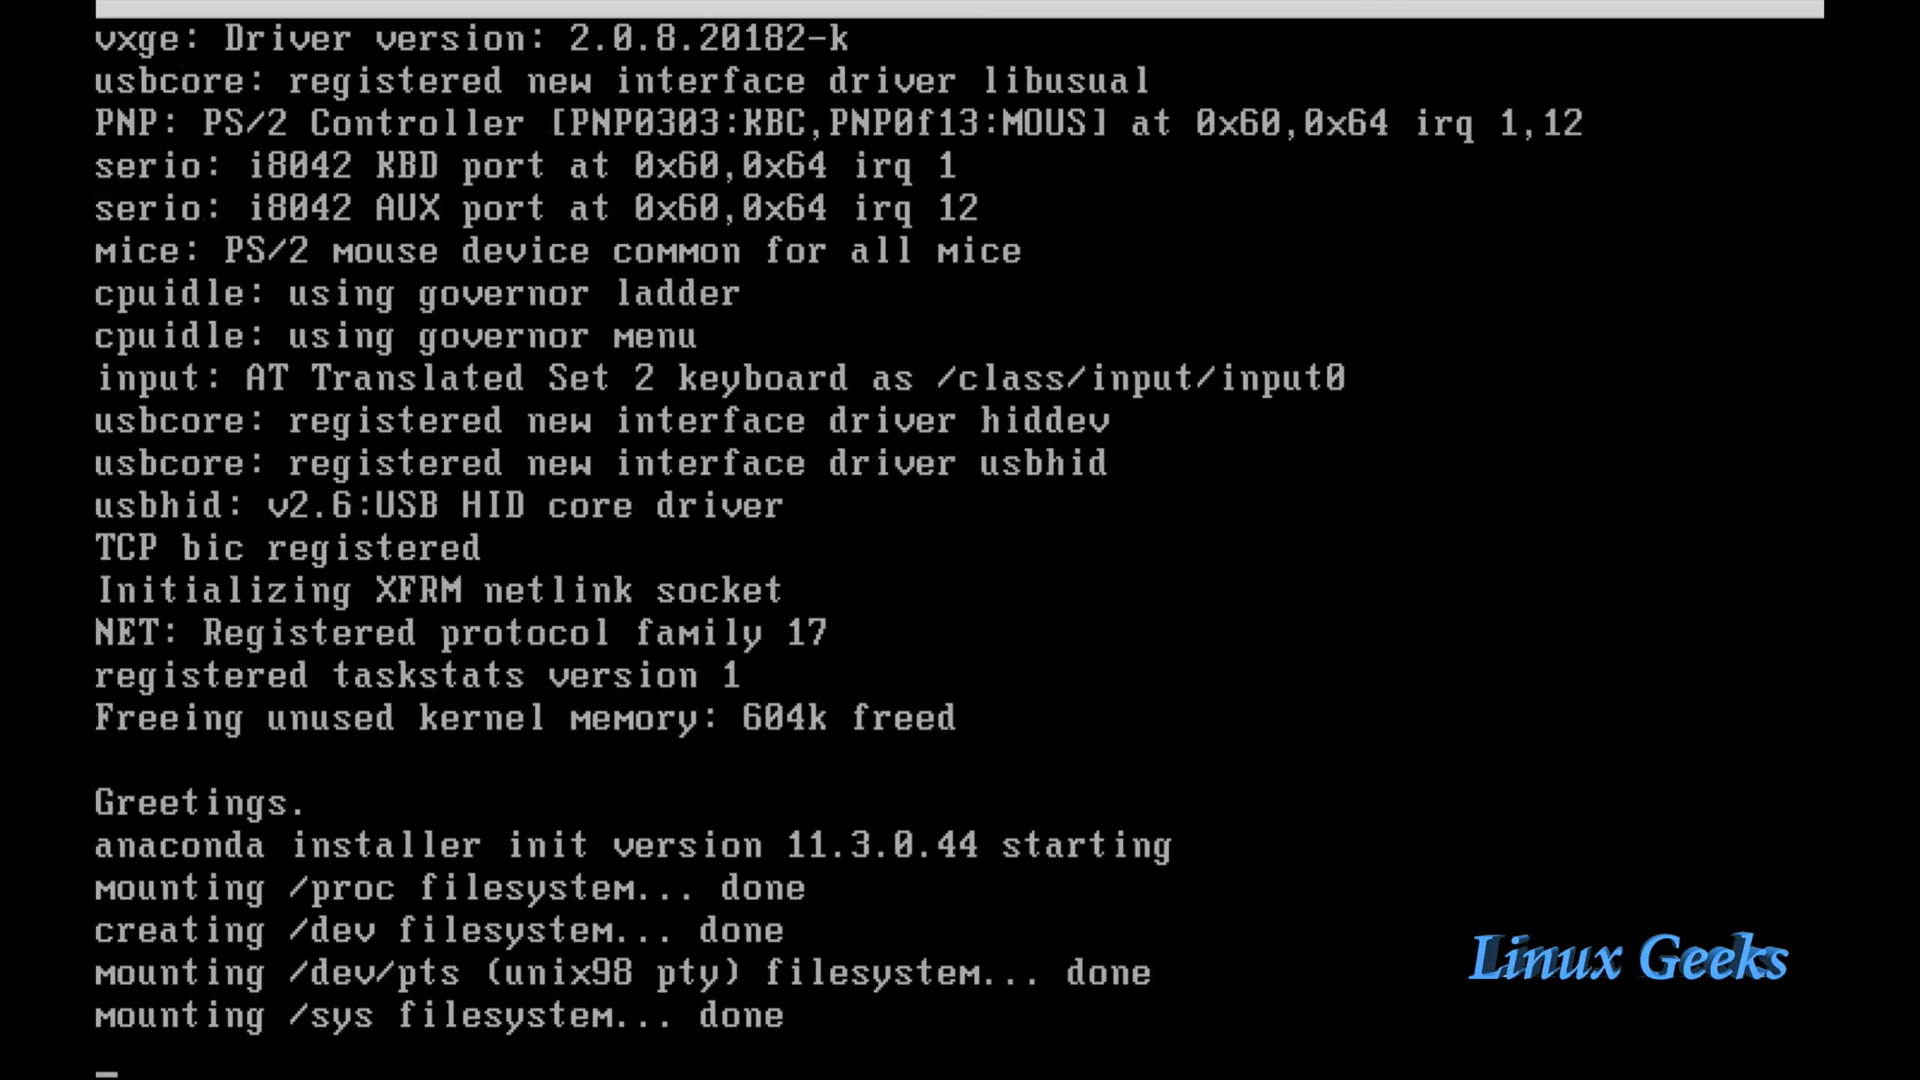 vxge: Driver version: 2.0.8.20182-k
usbcore: registered new interface driver libusual
PNP: PS/2 Controller [PNP0303:KBC,PNP0f13:MOUS] at 0x60,0x64 irq 1,12
serio: i8042 KBD port at 0x60,0x64 irq 1
serio: i8042 AUX port at 0x60,0x64 irq 12
mice: PS/2 mouse device common for all mice
cpuidle: using governor ladder
cpuidle: using governor menu
input: AT Translated Set 2 keyboard as /class/input/input0
usbcore: registered new interface driver hiddev
usbcore: registered new interface driver usbhid
usbhid: v2.6:USB HID core driver
TCP bic registered
Initializing XFRM netlink socket
NET: Registered protocol family 17
registered taskstats version 1
Freeing unused kernel memory: 604k freed
Greetings.
anaconda installer init version 11.3.0.44 starting
mounting /proc filesystem... done
creating /dev filesystem... done
mounting /dev/pts (unix98 pty) filesystem... done
mounting /sys filesystem... done
Linux Geeks